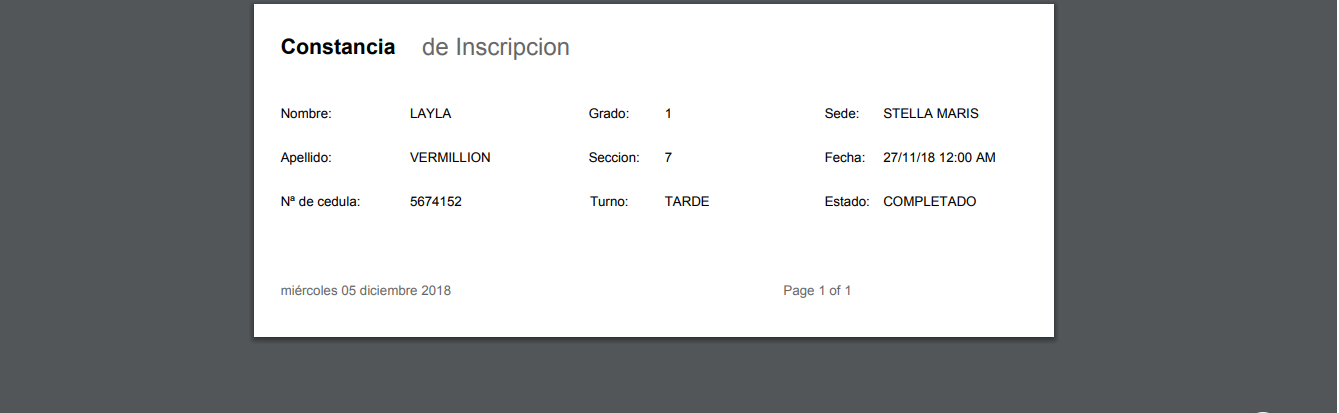 Constancia de Inscripcion
Nombre: LAYLA Grado: 1 Sede: STELLA MARIS
Apellido: VERMILLION Seccion: 7 Fecha: 27/11/18 12:00 AM
Nª de cedula: 5674152 Turno: TARDE Estado: COMPLETADO
miércoles 05 diciembre 2018 Page 1 of 1